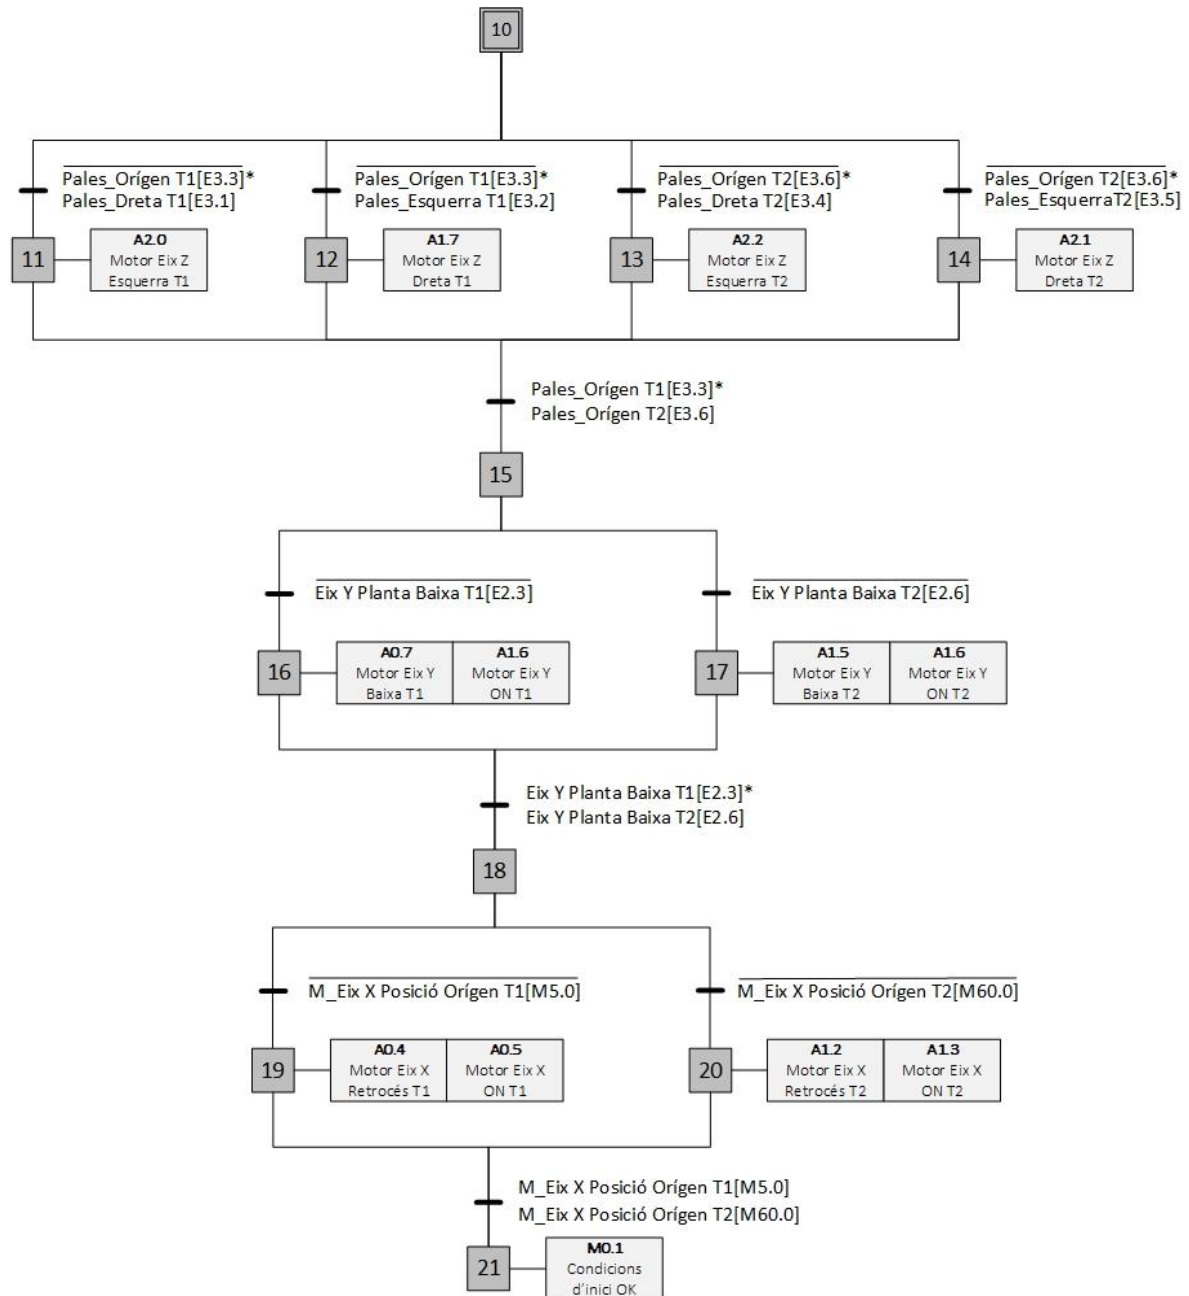 10
Pales_Orígen T1[E3.3]*
Pales_Dreta T1[E3.1]
Pales_Orígen T1[E3.3]*
Pales_Esquerra T1[E3.2]
Pales_Orígen T2[E3.6]*
Pales_Dreta T2[E3.4]
Pales_Orígen T2[E3.6]*
Pales_EsquerraT2[E3.5]
11
A2.0
Motor Eix Z
Esquerra T1
12
A1.7
Motor Eix Z
Dreta T1
13
A2.2
Motor Eix Z
Esquerra T2
14
A2.1
Motor Eix Z
Dreta T2
Pales_Orígen T1[E3.3]*
Pales_Orígen T2[E3.6]
15
Eix Y Planta Baixa T1[E2.3]
Eix Y Planta Baixa T2[E2.6]
16
A0.7
Motor Eix Y
Baixa T1
A1.6
Motor Eix Y
ON T1
17
A1.5
Motor Eix Y
Baixa T2
A1.6
Motor Eix Y
ON T2
Eix Y Planta Baixa T1[E2.3]*
Eix Y Planta Baixa T2[E2.6]
18
M_Eix X Posició Orígen T1[M5.0]
M_Eix X Posició Orígen T2[M60.0]
19
A0.4
Motor Eix X
Retrocés T1
A0.5
Motor Eix X
ON T1
20
A1.2
Motor Eix X
Retrocés T2
A1.3
Motor Eix X
ON T2
M_Eix X Posició Orígen T1[M5.0]
M_Eix X Posició Orígen T2[M60.0]
21
M0.1
Condicions
d'inici OK